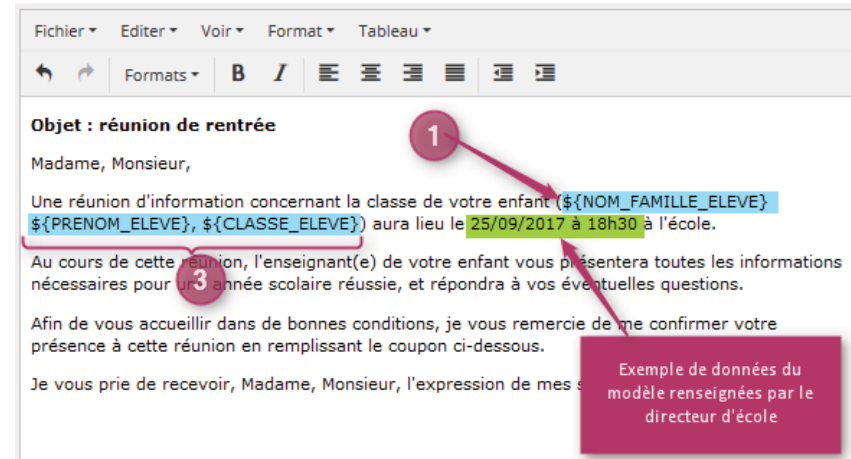 Fichier Editer Voir Format Tableau
Formats B I
Objet : réunion de rentrée
1
Madame, Monsieur,
Une réunion d'information concernant la classe de votre enfant (${NOM_FAMILLE_ELEVE}
${PRENOM_ELEVE}, ${CLASSE_ELEVE}) aura lieu le 25/09/2017 à 18h30 à l'école.
Au cours de cette réunion, l'enseignant(e) de votre enfant vous présentera toutes les informations
3
nécessaires pour une année scolaire réussie, et répondra à vos éventuelles questions.
Afin de vous accueillir dans de bonnes conditions, je vous remercie de me confirmer votre
présence à cette réunion en remplissant le coupon ci-dessous.
Je vous prie de recevoir, Madame, Monsieur, l'expression de mes
Exemple de données du
modèle renseignées par le
directeur d'école